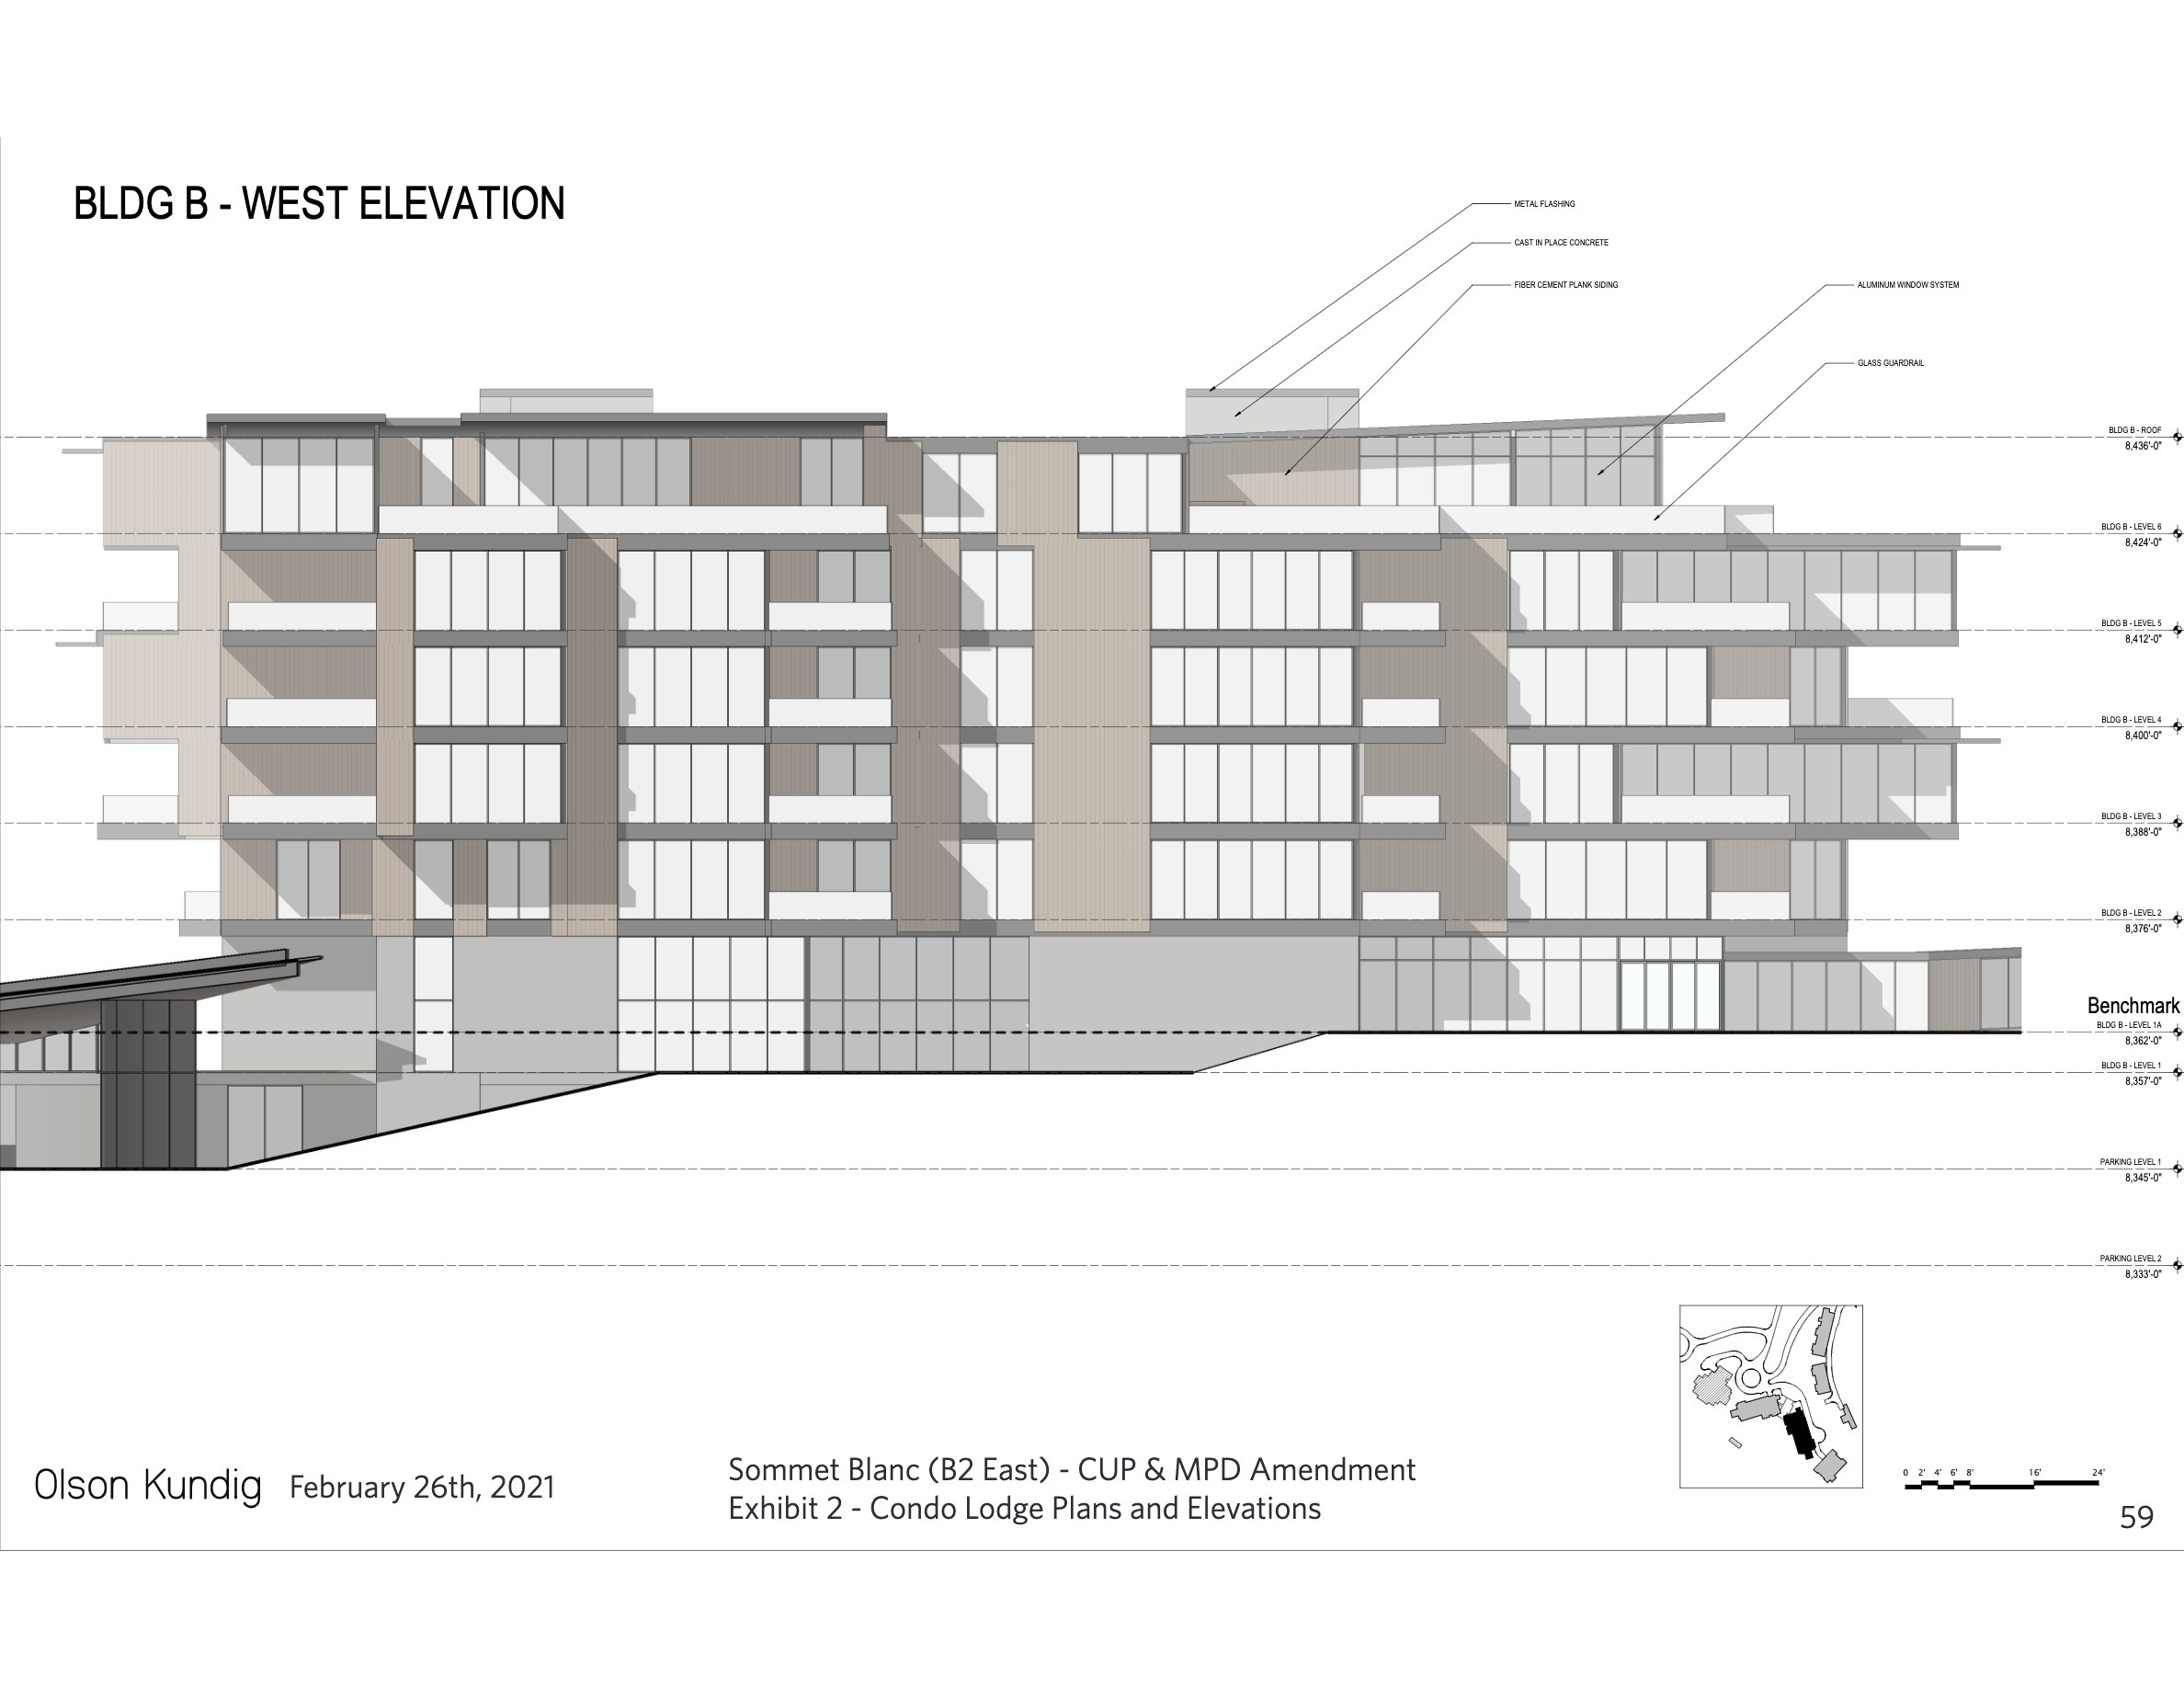 BLDG B - WEST ELEVATION
METAL FLASHING
CAST IN PLACE CONCRETE
FIBER CEMENT PLANK SIDING
ALUMINUM WINDOW SYSTEM
GLASS GUARDRAIL
BLDG B - ROOF
8,436'-0"
BLDG B - LEVEL 6
8,424'-0"
BLDG B - LEVEL 5
8,412'-0"
BLDG B - LEVEL 4
8,400'-0"
BLDG B - LEVEL 3
8,388'-0"
BLDG B - LEVEL 2
8,376'-0"
Benchmark
BLDG B - LEVEL 1A
8,362'-0"
BLDG B - LEVEL 1
8,357'-0"
PARKING LEVEL 1
8,345'-0"
PARKING LEVEL 2
8,333'-0"
0 2' 4' 6' 8' 16' 24'
Olson Kundig February 26th, 2021
Sommet Blanc (B2 East) - CUP & MPD Amendment
Exhibit 2 - Condo Lodge Plans and Elevations
59